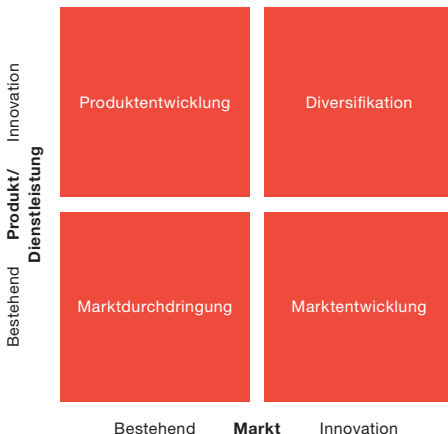 Innovation
Produkt/
Dienstleistung
Bestehend
Produktentwicklung
Diversifikation
Marktdurchdringung
Marktentwicklung
Bestehend Markt Innovation